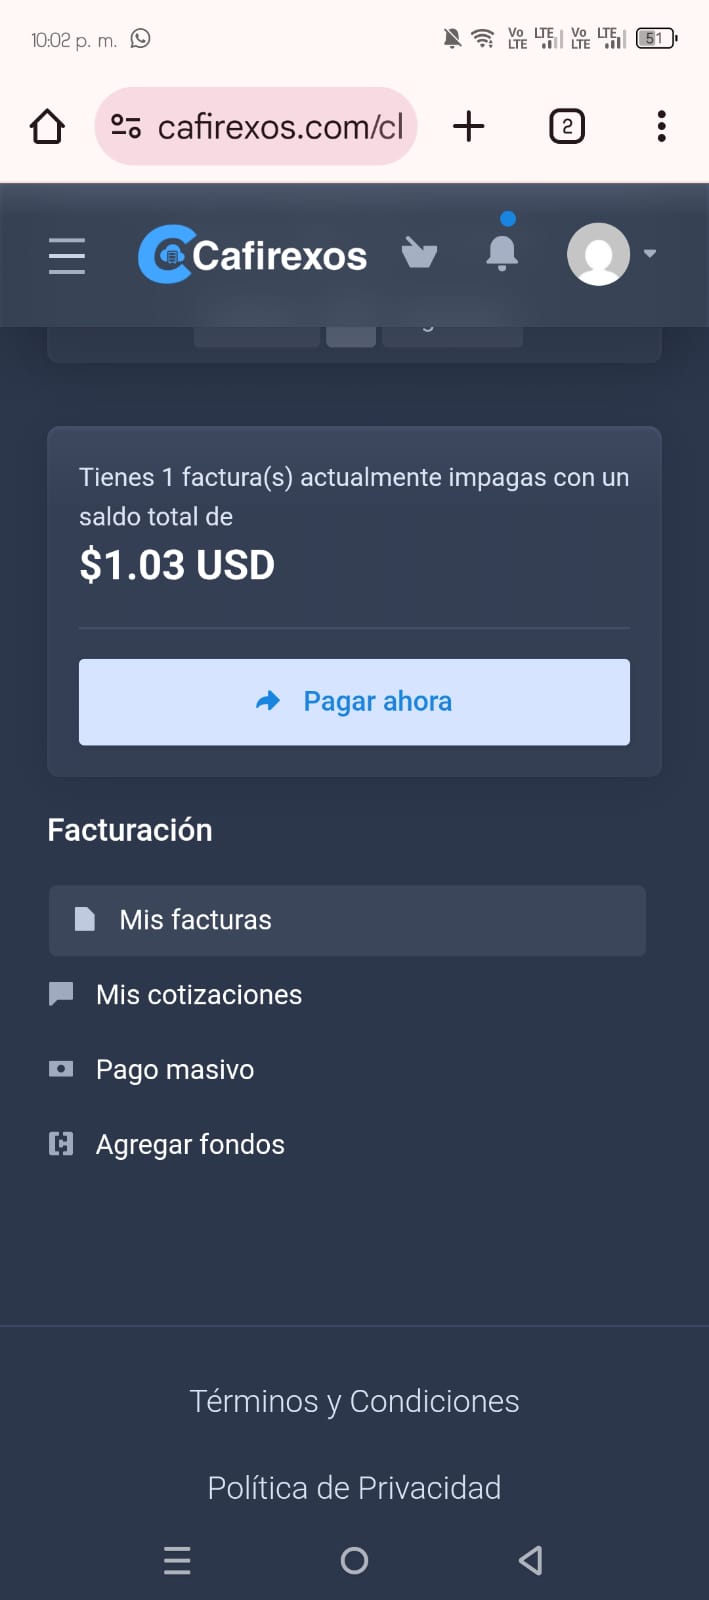 10:02 p. m.
Vo LTE LTE Vo LTE LTE 51
cafirexos.com/cl
2
Cafirexos
Tienes 1 factura(s) actualmente impagas con un
saldo total de
$1.03 USD
Pagar ahora
Facturación
Mis facturas
Mis cotizaciones
Pago masivo
Agregar fondos
Términos y Condiciones
Política de Privacidad